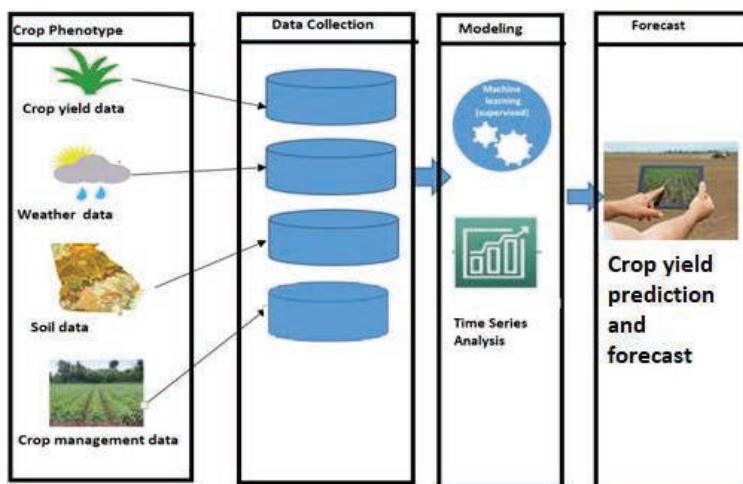 Crop Phenotype
Crop yield data
Weather data
Soil data
Crop management data
Data Collection
Modeling
Machine
learning
(supervised)
Time Series
Analysis
Forecast
Crop yield
prediction
and
forecast